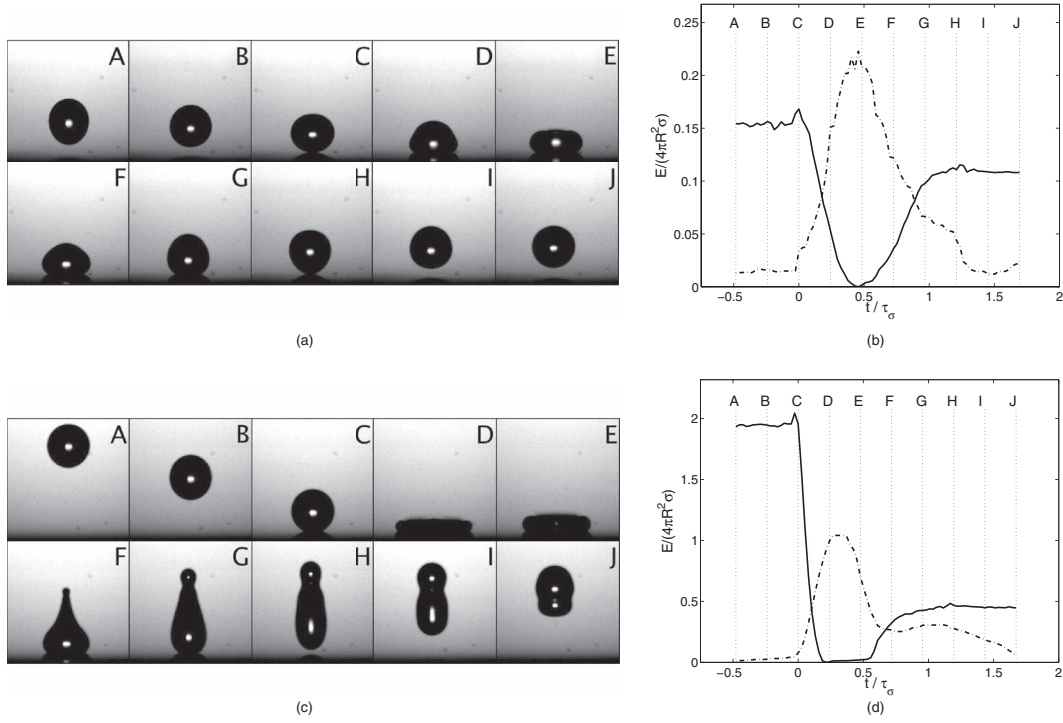 A B C D E
F G H I J
(a)
A B C D E F G H I J
0.25
0.2
0.15
0.1
0.05
0
−0.5 0 0.5 1 1.5 2
E/(4πR²σ)
t / τσ
(b)
A B C D E
F G H I J
(c)
A B C D E F G H I J
2
1.5
1
0.5
0
−0.5 0 0.5 1 1.5 2
E/(4πR²σ)
t / τσ
(d)